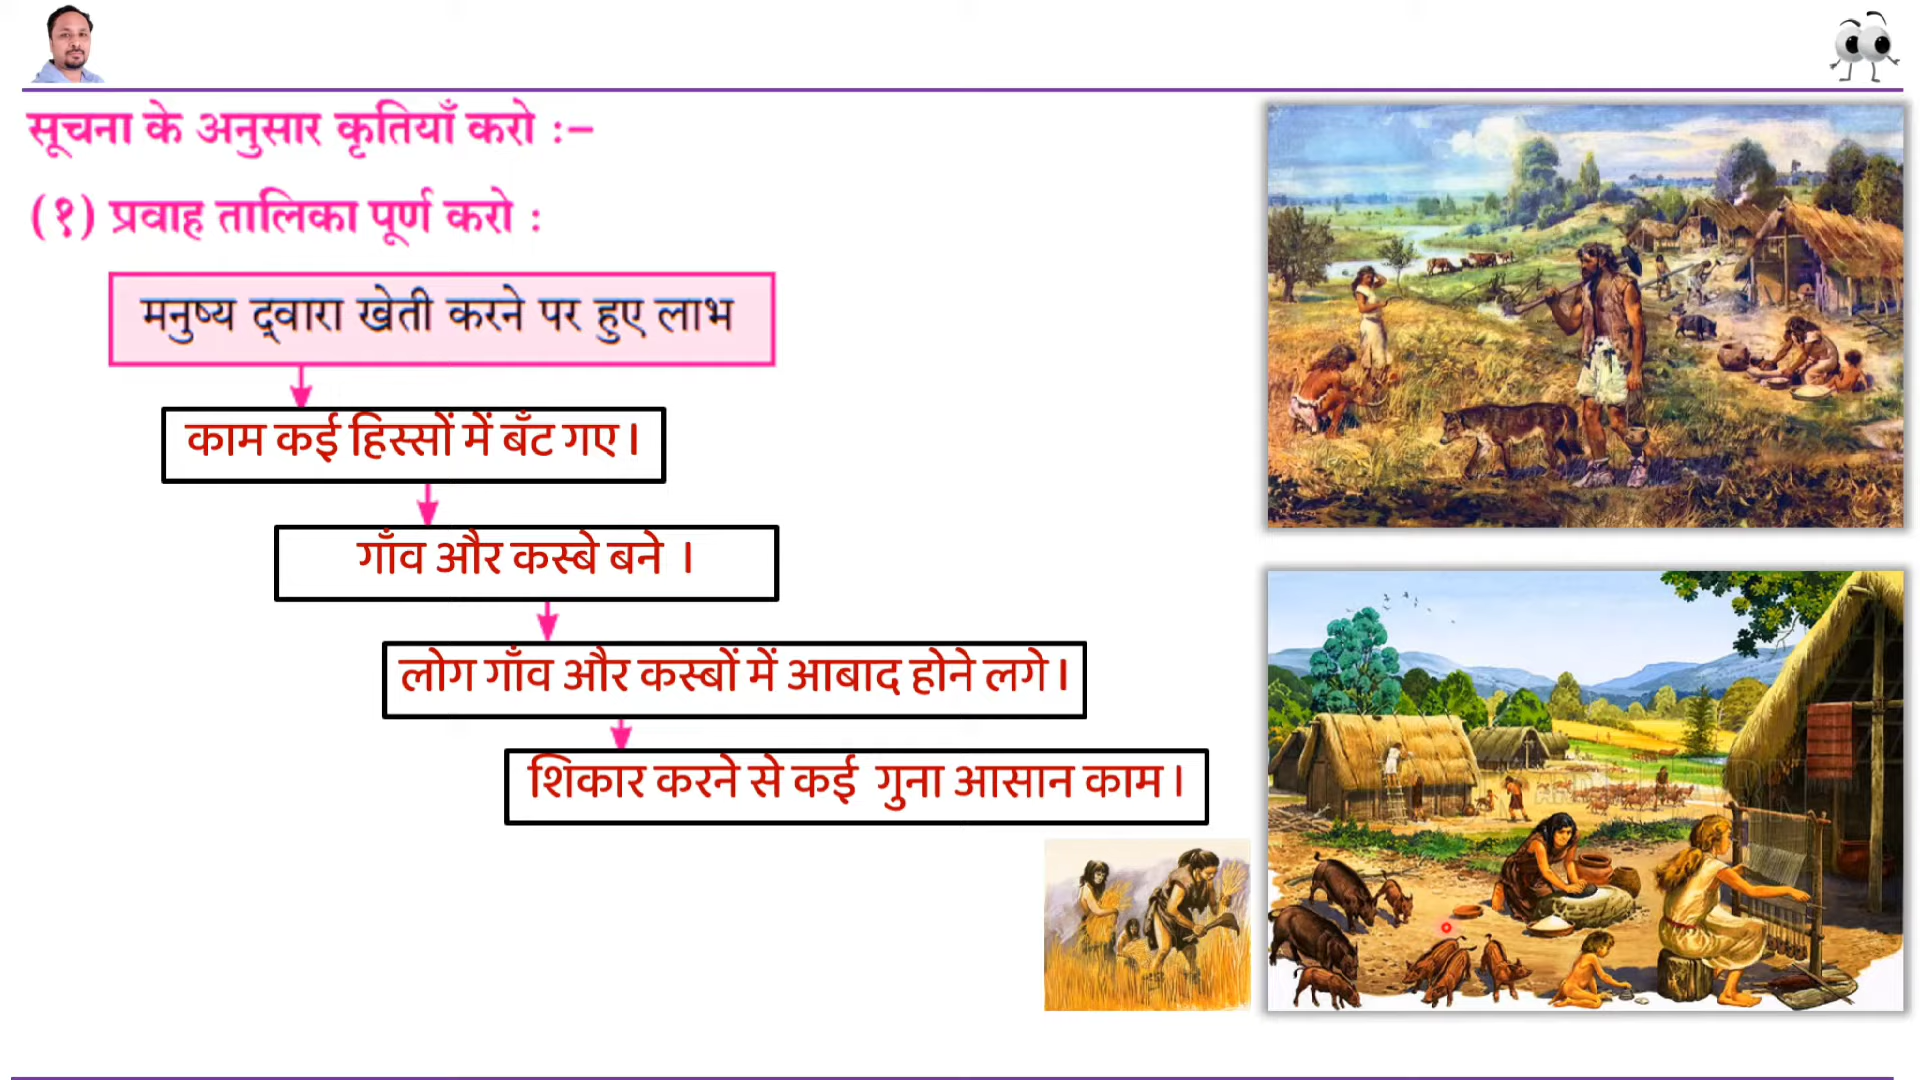 सूचना के अनुसार कृतियाँ करो :–
(१) प्रवाह तालिका पूर्ण करो :
मनुष्य द्‌वारा खेती करने पर हुए लाभ
काम कई हिस्सों में बँट गए।
गाँव और कस्बे बने ।
लोग गाँव और कस्बों में आबाद होने लगे।
शिकार करने से कई गुना आसान काम।